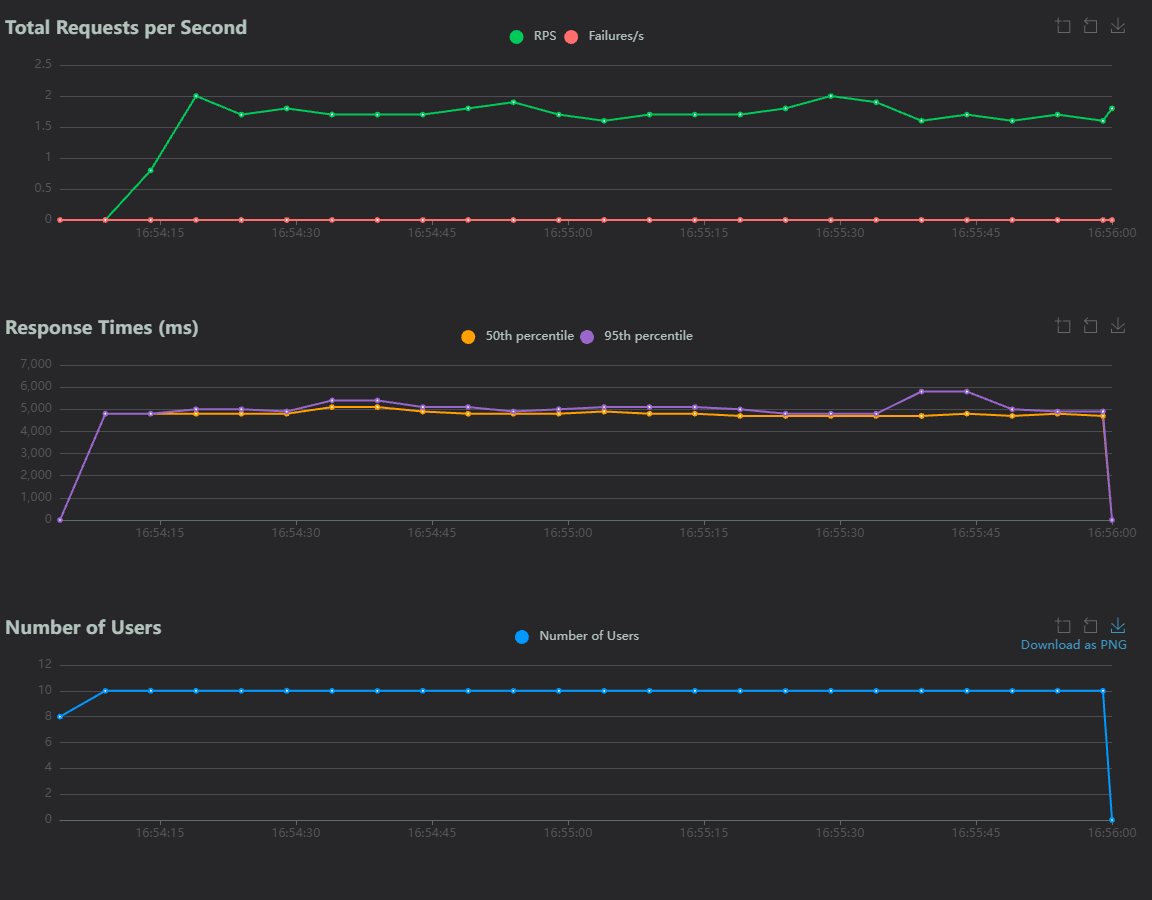 Total Requests per Second
RPS Failures/s
2.5
2
1.5
1
0.5
0
16:54:15 16:54:30 16:54:45 16:55:00 16:55:15 16:55:30 16:55:45 16:56:00
Response Times (ms)
50th percentile 95th percentile
7,000
6,000
5,000
4,000
3,000
2,000
1,000
0
16:54:15 16:54:30 16:54:45 16:55:00 16:55:15 16:55:30 16:55:45 16:56:00
Number of Users
Number of Users
Download as PNG
12
10
8
6
4
2
0
16:54:15 16:54:30 16:54:45 16:55:00 16:55:15 16:55:30 16:55:45 16:56:00